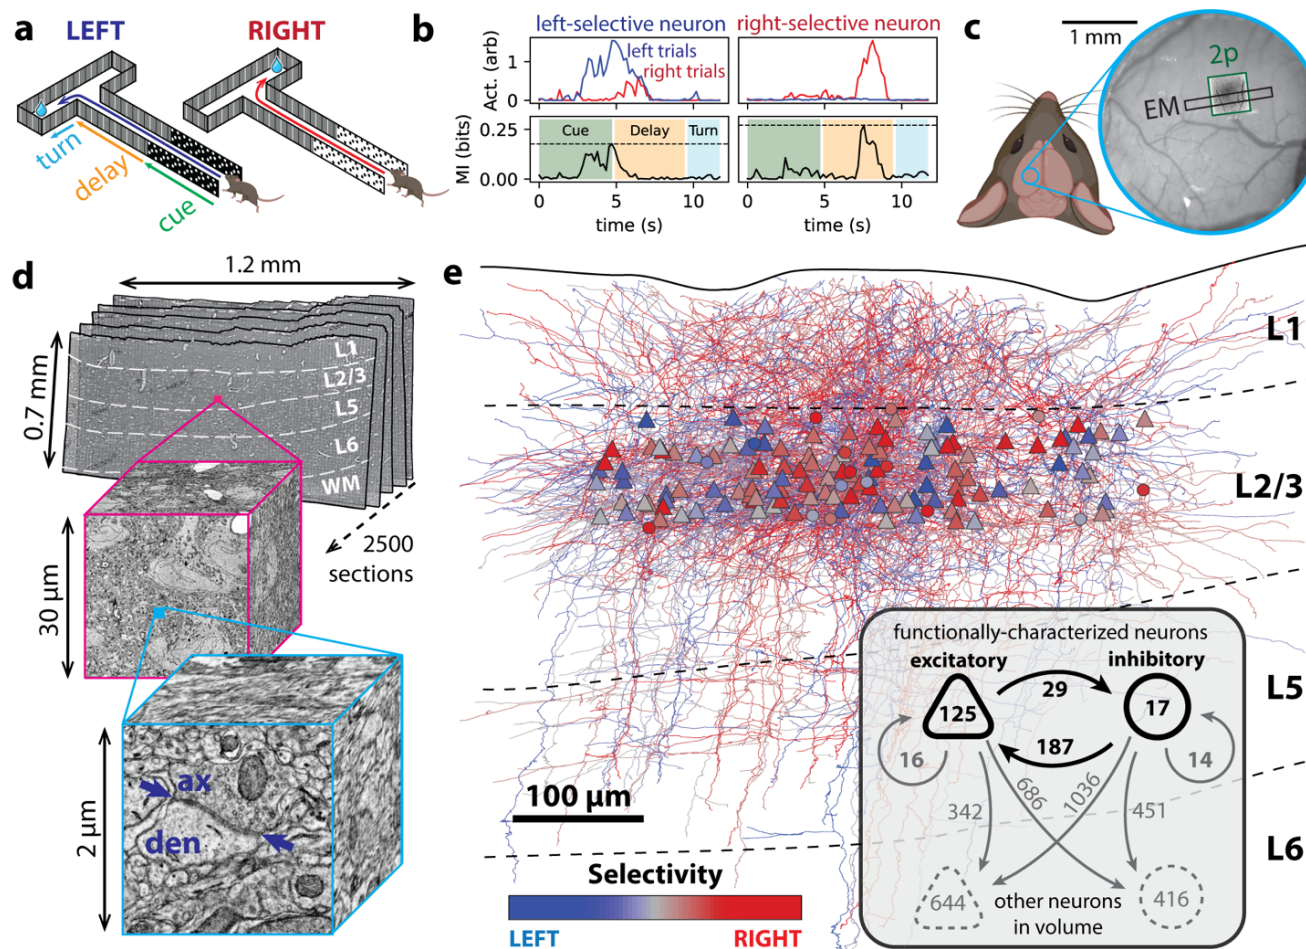 a
LEFT
RIGHT
turn
delay
cue
b
left-selective neuron
right-selective neuron
Act. (arb)
1
0
left trials
right trials
MI (bits)
0.25
0.00
Cue
Delay
Turn
0
5
10
0
5
10
time (s)
time (s)
c
1 mm
2p
EM
d
1.2 mm
0.7 mm
L1
L2/3
L5
L6
WM
2500
sections
30 µm
2 µm
ax
den
e
L1
L2/3
L5
L6
100 µm
Selectivity
LEFT
RIGHT
functionally-characterized neurons
excitatory
inhibitory
29
125
17
187
16
14
342
686
1036
451
644
416
other neurons
in volume